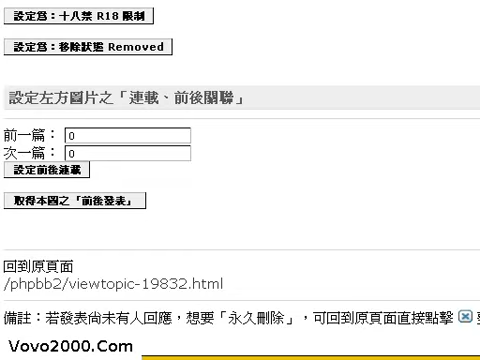 設定為：十八禁 R18 限制
設定為：移除狀態 Removed
設定左方圖片之「連載、前後關聯」
前一篇： 0
次一篇： 0
設定前後連載
取得本圖之「前後發表」
回到原頁面
/phpbb2/viewtopic-19832.html
備註：若發表尚未有人回應，想要「永久刪除」，可回到原頁面直接點擊
Vovo2000.Com